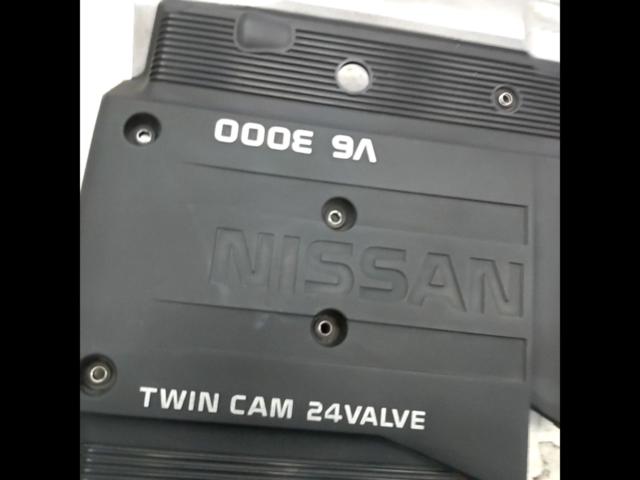 V6 3000
NISSAN
TWIN CAM 24VALVE